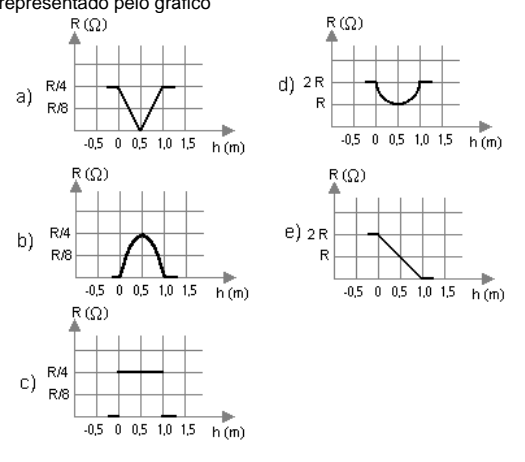 representado pelo gráfico
R (Ω)
a)
R/4
R/8
-0,5 0 0,5 1,0 1,5 h (m)
R (Ω)
b)
R/4
R/8
-0,5 0 0,5 1,0 1,5 h (m)
R (Ω)
c)
R/4
R/8
-0,5 0 0,5 1,0 1,5 h (m)
R (Ω)
d) 2 R
R
-0,5 0 0,5 1,0 1,5 h (m)
R (Ω)
e) 2 R
R
-0,5 0 0,5 1,0 1,5 h (m)